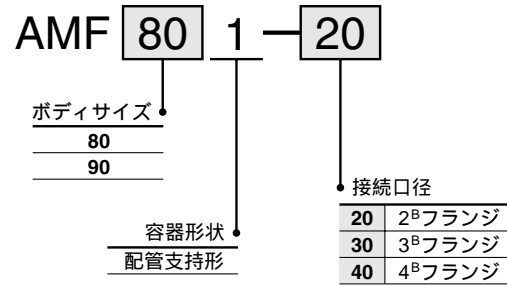 AMF 80 1 — 20
ボディサイズ
80
90
容器形状
配管支持形
接続口径
20 2ᴮフランジ
30 3ᴮフランジ
40 4ᴮフランジ